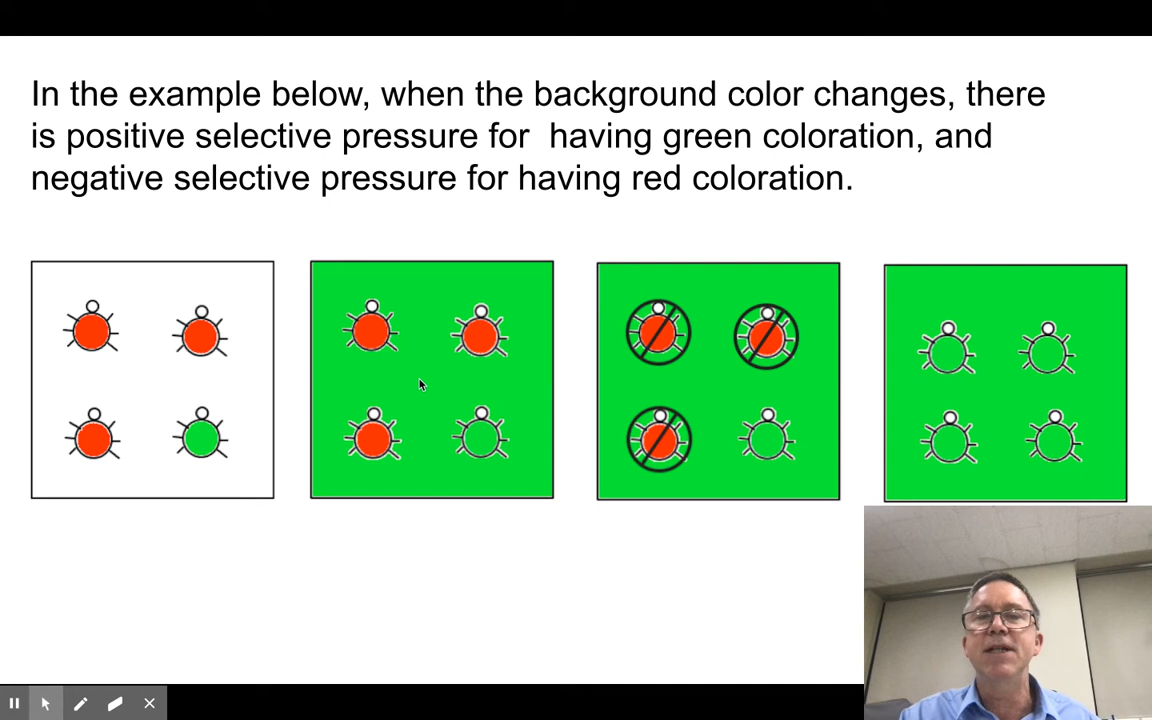 In the example below, when the background color changes, there
is positive selective pressure for  having green coloration, and
negative selective pressure for having red coloration.